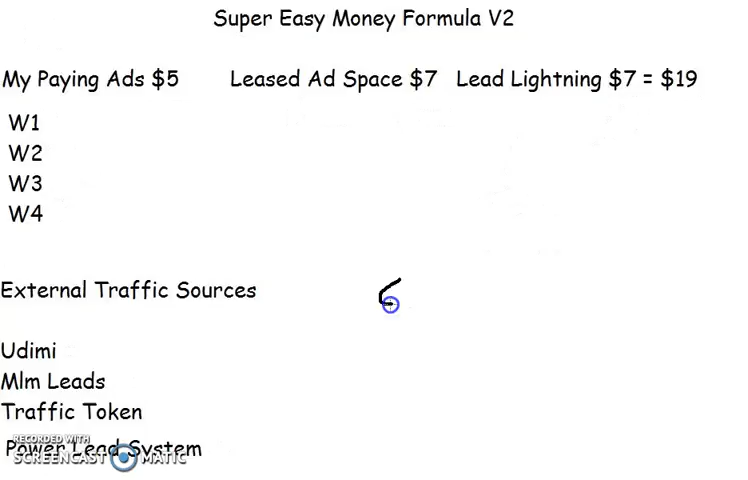 Super Easy Money Formula V2
My Paying Ads $5 Leased Ad Space $7 Lead Lightning $7 = $19
W1
W2
W3
W4
External Traffic Sources
Udimi
Mlm Leads
Traffic Token
Power Lead System
RECORDED WITH
SCREENCAST MATIC